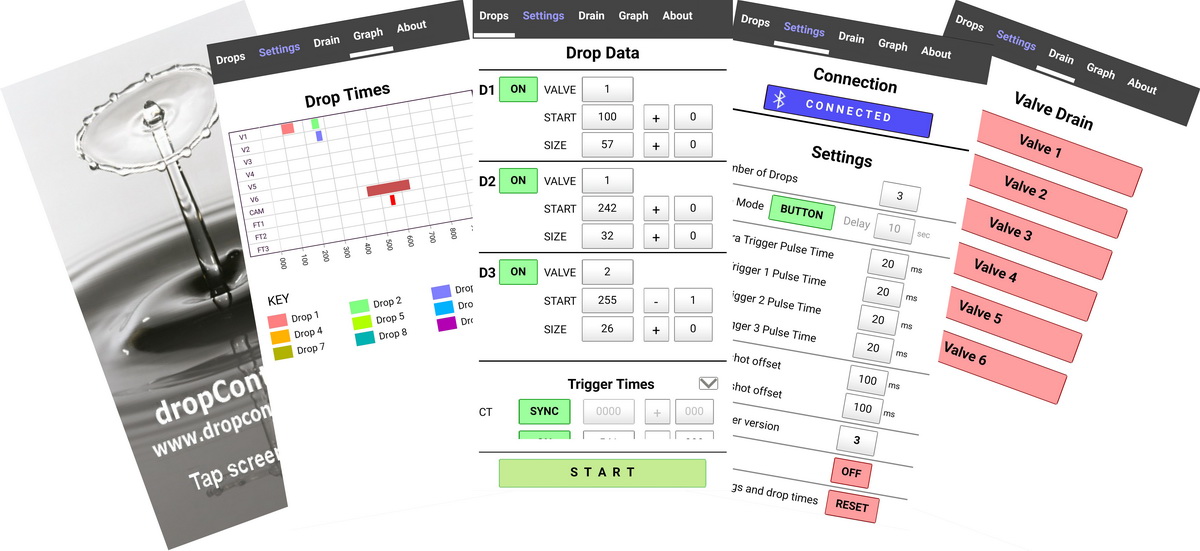 dropCont
www.dropcon
Tap screen
Drops Settings Drain Graph About
Drop Times
V1
V2
V3
V4
V5
V6
CAM
FT1
FT2
FT3
000 100 200 300 400 500 600 700 800
KEY
Drop 1 Drop 2 Drop
Drop 4 Drop 5 Dro
Drop 7 Drop 8 Dro
Drops Settings Drain Graph About
Drop Data
D1 ON VALVE 1
START 100 + 0
SIZE 57 + 0
D2 ON VALVE 1
START 242 + 0
SIZE 32 + 0
D3 ON VALVE 2
START 255 - 1
SIZE 26 + 0
Trigger Times
CT SYNC 0000 + 000
START
Drops Settings Drain Graph About
Connection
CONNECTED
Settings
mber of Drops 3
Mode BUTTON Delay 10 sec
ra Trigger Pulse Time 20 ms
rigger 1 Pulse Time 20 ms
igger 2 Pulse Time 20 ms
gger 3 Pulse Time 20 ms
hot offset 100 ms
shot offset 100 ms
er version 3
OFF
gs and drop times RESET
Drops Settings Drain Graph About
Valve Drain
Valve 1
Valve 2
Valve 3
Valve 4
Valve 5
Valve 6